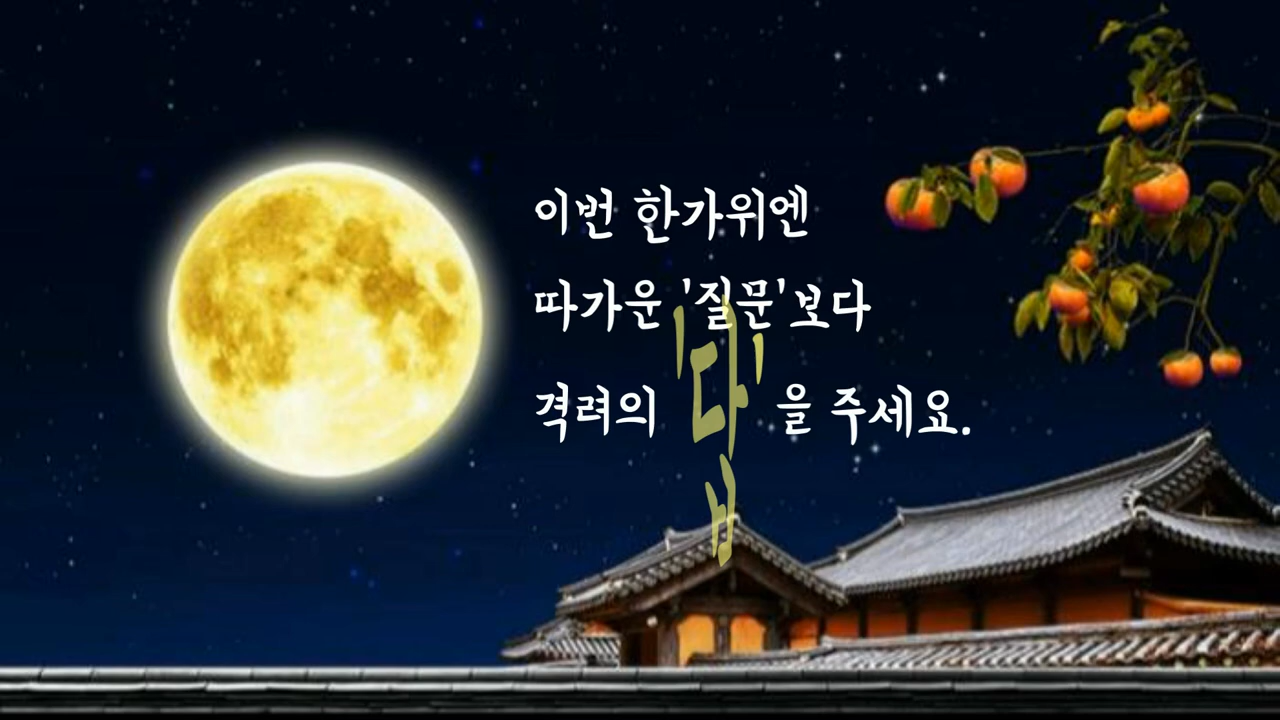 이번 한가위엔
따가운 '질문'보다
격려의 '답'을 주세요.